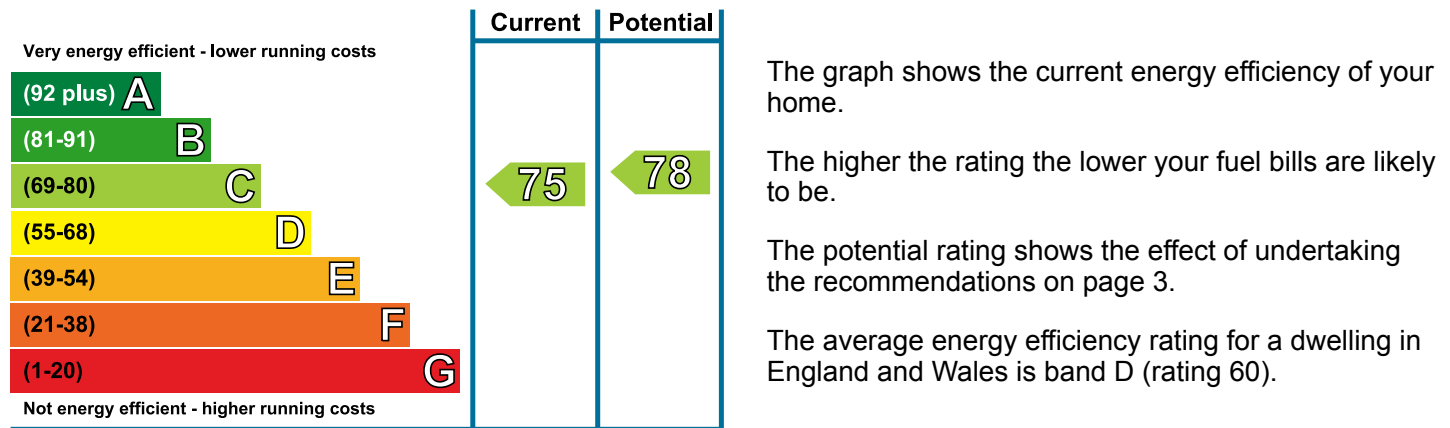 Current Potential
Very energy efficient - lower running costs
(92 plus) A
(81-91) B
(69-80) C
(55-68) D
(39-54) E
(21-38) F
(1-20) G
Not energy efficient - higher running costs
75
78
The graph shows the current energy efficiency of your
home.
The higher the rating the lower your fuel bills are likely
to be.
The potential rating shows the effect of undertaking
the recommendations on page 3.
The average energy efficiency rating for a dwelling in
England and Wales is band D (rating 60).